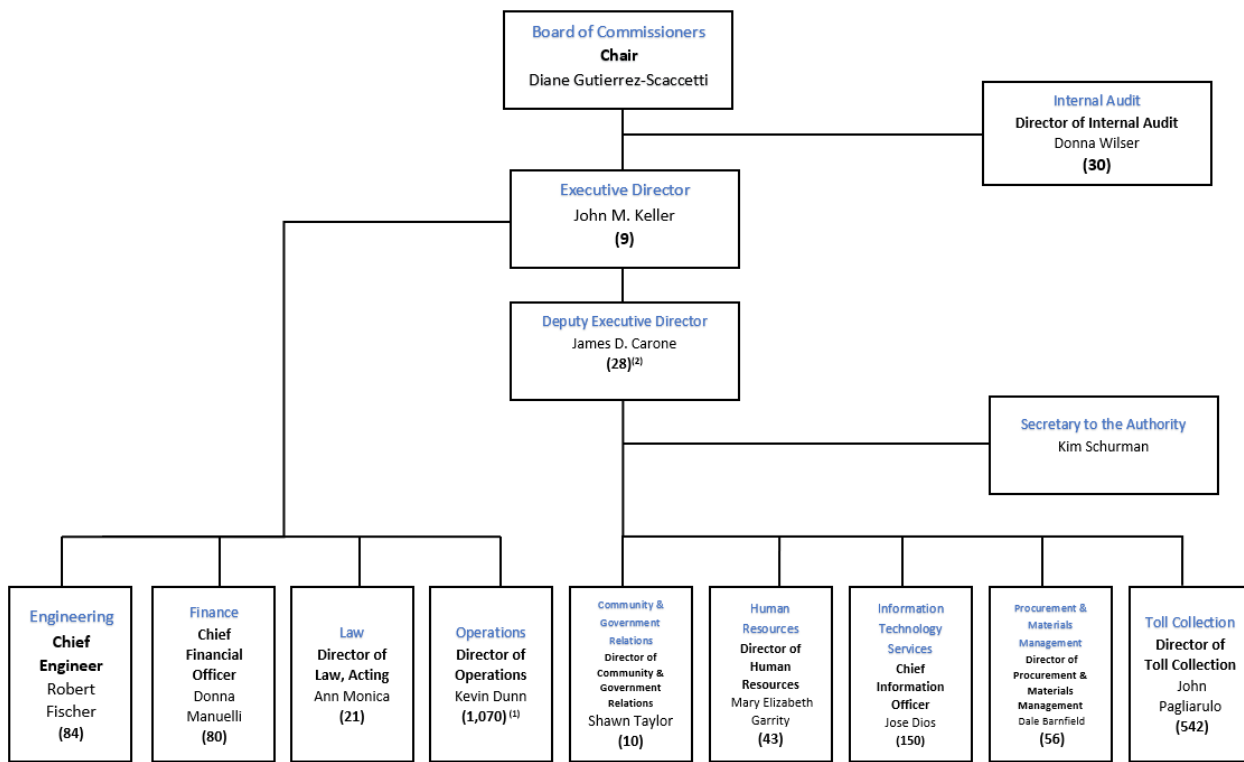 Board of Commissioners
Chair
Diane Gutierrez-Scaccetti
Internal Audit
Director of Internal Audit
Donna Wilser
(30)
Executive Director
John M. Keller
(9)
Deputy Executive Director
James D. Carone
(28)(2)
Secretary to the Authority
Kim Schurman
Engineering
Chief
Engineer
Robert
Fischer
(84)
Finance
Chief
Financial
Officer
Donna
Manuelli
(80)
Law
Director of
Law, Acting
Ann Monica
(21)
Operations
Director of
Operations
Kevin Dunn
(1,070) (1)
Community &
Government
Relations
Director of
Community &
Government
Relations
Shawn Taylor
(10)
Human
Resources
Director of
Human
Resources
Mary Elizabeth
Garrity
(43)
Information
Technology
Services
Chief
Information
Officer
Jose Dios
(150)
Procurement &
Materials
Management
Director of
Procurement &
Materials
Management
Dale Barnfield
(56)
Toll Collection
Director of
Toll Collection
John
Pagliarulo
(542)